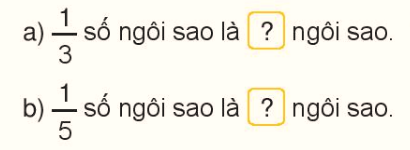 a) 1/3 số ngôi sao là ? ngôi sao.
b) 1/5 số ngôi sao là ? ngôi sao.